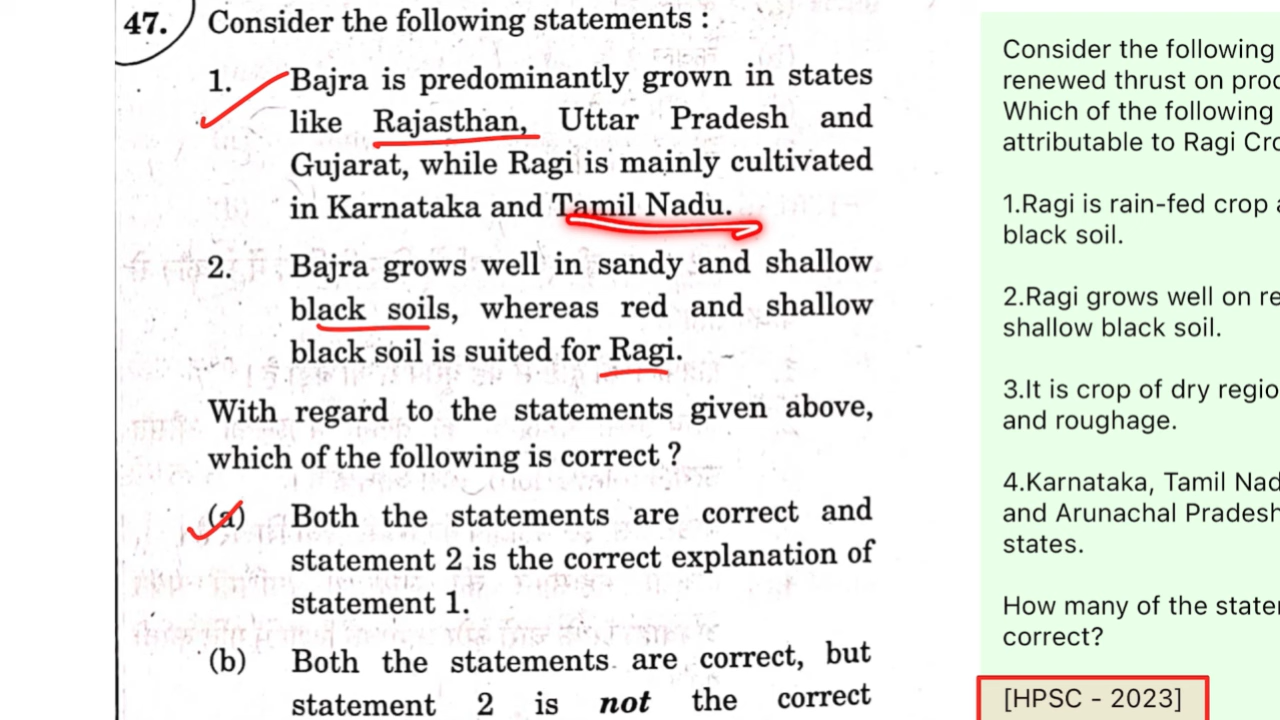 47. Consider the following statements :
1. Bajra is predominantly grown in states
like Rajasthan, Uttar Pradesh and
Gujarat, while Ragi is mainly cultivated
in Karnataka and Tamil Nadu.
2. Bajra grows well in sandy and shallow
black soils, whereas red and shallow
black soil is suited for Ragi.
With regard to the statements given above,
which of the following is correct ?
(a) Both the statements are correct and
statement 2 is the correct explanation of
statement 1.
(b) Both the statements are correct, but
statement 2 is not the correct
Consider the following
renewed thrust on
Which of the following
attributable to Ragi
1.Ragi is rain-fed crop
black soil.
2.Ragi grows well on
shallow black soil.
3.It is crop of dry
and roughage.
4.Karnataka, Tamil
and Arunachal Pradesh
states.
How many of the
correct?
[HPSC - 2023]